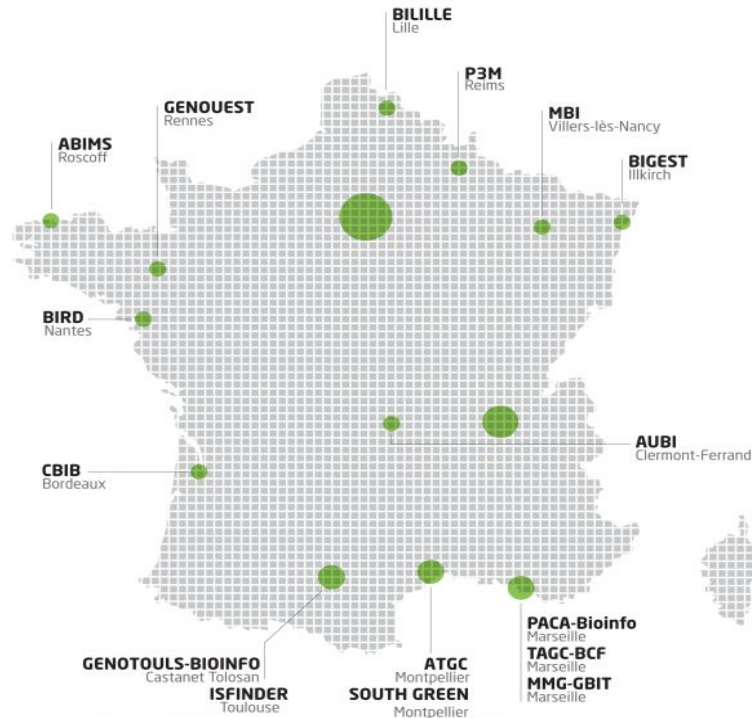 BILILLE
Lille
P3M
Reims
GENOUEST
Rennes
MBI
Villers-lès-Nancy
ABIMS
Roscoff
BIGEST
Illkirch
BIRD
Nantes
AUBI
Clermont-Ferrand
CBIB
Bordeaux
PACA-Bioinfo
Marseille
TAGC-BCF
Marseille
MMG-GBIT
Marseille
GENOTOULS-BIOINFO
Castanet Tolosan
ISFINDER
Toulouse
ATGC
Montpellier
SOUTH GREEN
Montpellier